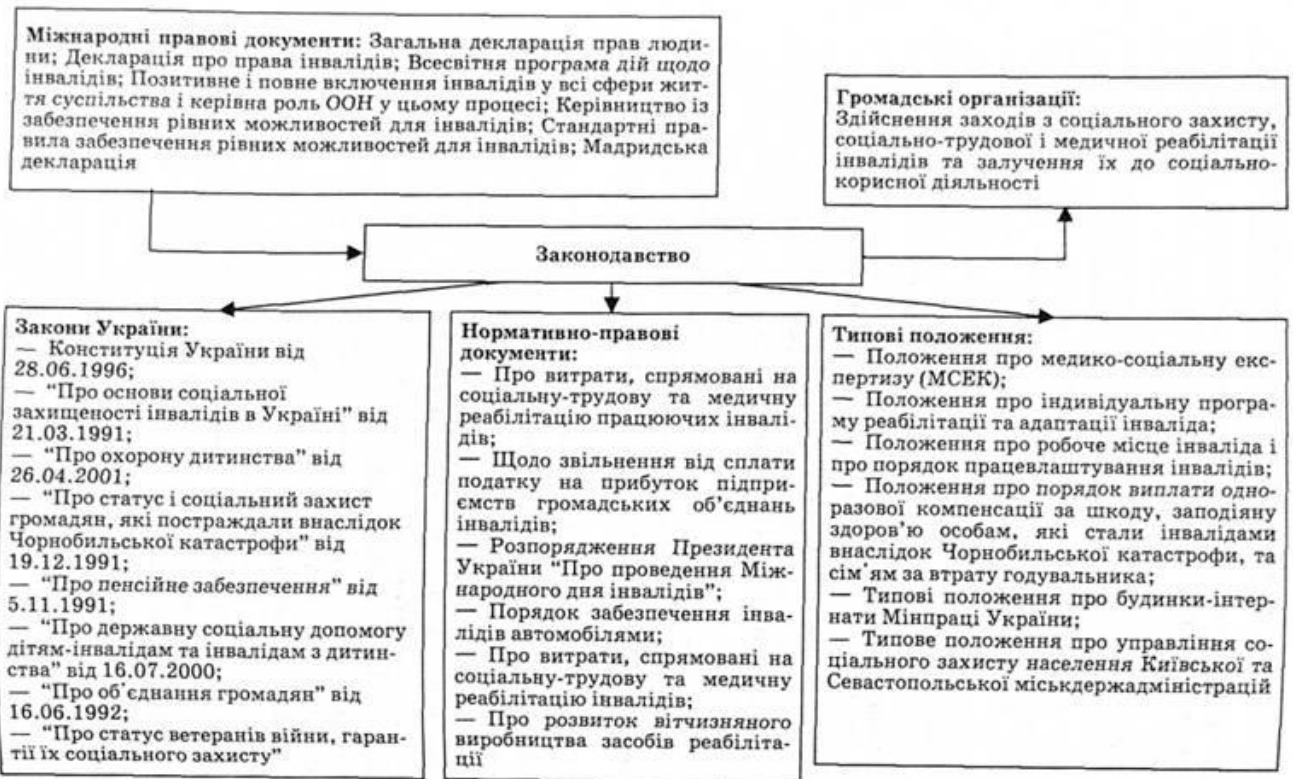 Міжнародні правові документи: Загальна декларація прав люди-
ни; Декларація про права інвалідів; Всесвітня програма дій щодо
інвалідів; Позитивне і повне включення інвалідів у всі сфери жит-
тя суспільства і керівна роль ООН у цьому процесі; Керівництво із
забезпечення рівних можливостей для інвалідів; Стандартні пра-
вила забезпечення рівних можливостей для інвалідів; Мадридська
декларація
Громадські організації:
Здійснення заходів з соціального захисту,
соціально-трудової і медичної реабілітації
інвалідів та залучення їх до соціально-
корисної діяльності
Законодавство
Закони України:
— Конституція України від
28.06.1996;
— “Про основи соціальної
захищеності інвалідів в Україні” від
21.03.1991;
— “Про охорону дитинства” від
26.04.2001;
— “Про статус і соціальний захист
громадян, які постраждали внаслідок
Чорнобильської катастрофи” від
19.12.1991;
— “Про пенсійне забезпечення” від
5.11.1991;
— “Про державну соціальну допомогу
дітям-інвалідам та інвалідам з дитин-
ства” від 16.07.2000;
— “Про об'єднання громадян” від
16.06.1992;
— “Про статус ветеранів війни, гаран-
тії їх соціального захисту”
Нормативно-правові
документи:
— Про витрати, спрямовані на
соціальну-трудову та медичну
реабілітацію працюючих інвалі-
дів;
— Щодо звільнення від сплати
податку на прибуток підпри-
ємств громадських об’єднань
інвалідів;
— Розпорядження Президента
України “Про проведення Між-
народного дня інвалідів”;
— Порядок забезпечення інва-
лідів автомобілями;
— Про витрати, спрямовані на
соціальну-трудову та медичну
реабілітацію інвалідів;
— Про розвиток вітчизняного
виробництва засобів реабіліта-
ції
Типові положення:
— Положення про медико-соціальну екс-
пертизу (МСЕК);
— Положення про індивідуальну програ-
му реабілітації та адаптації інваліда;
— Положення про робоче місце інваліда і
про порядок працевлаштування інвалідів;
— Положення про порядок виплати одно-
разової компенсації за шкоду, заподіяну
здоров’ю особам, які стали інвалідами
внаслідок Чорнобильської катастрофи, та
сім’ям за втрату годувальника;
— Типові положення про будинки-інтер-
нати Мінпраці України;
— Типове положення про управління со-
ціального захисту населення Київської та
Севастопольської міськдержадміністрацій